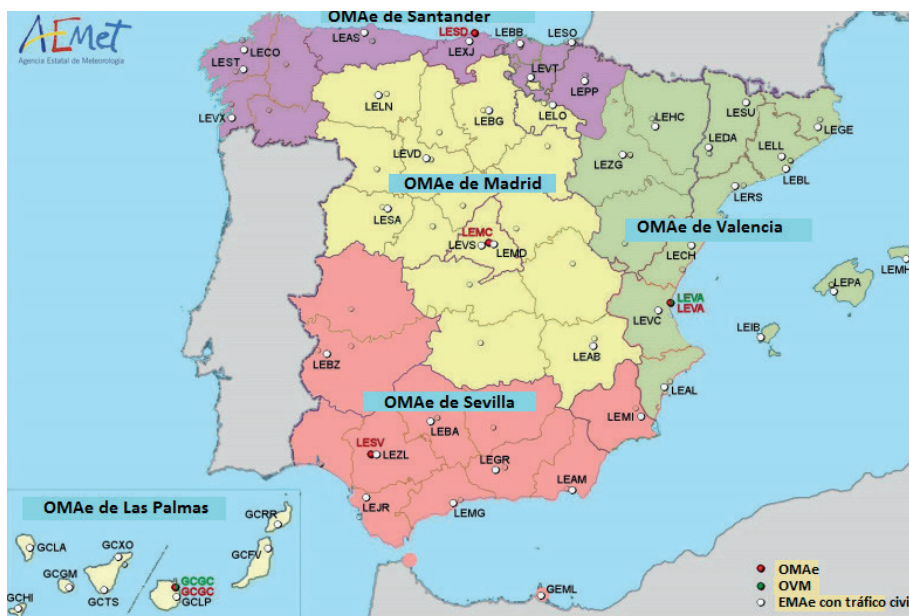 AEMet
Agencia Estatal de Meteorología
OMAe de Santander
LESD
LEAS
LEBB
LESO
LECO
LEXJ
LEST
LEVT
LEPP
LEVX
LELN
LEBG
LELO
LEHC
LESU
LEGE
LEVD
LEZG
LEDA
LELL
LEBL
OMAe de Madrid
LERS
LESA
OMAe de Valencia
LEMC
LEVS
LEMD
LECH
LEMH
LEPA
LEVA
LEVA
LEVC
LEIB
LEBZ
LEAB
LEAL
OMAe de Sevilla
LEMI
LEBA
LESV
LEZL
LEGR
LEAM
LEJR
LEMG
OMAe de Las Palmas
GCRR
GCLA
GCXO
GCFV
GCGM
GCGC
GCGC
GCHI
GCTS
GCLP
GEML
OMAe
OVM
EMAe con tráfico civi